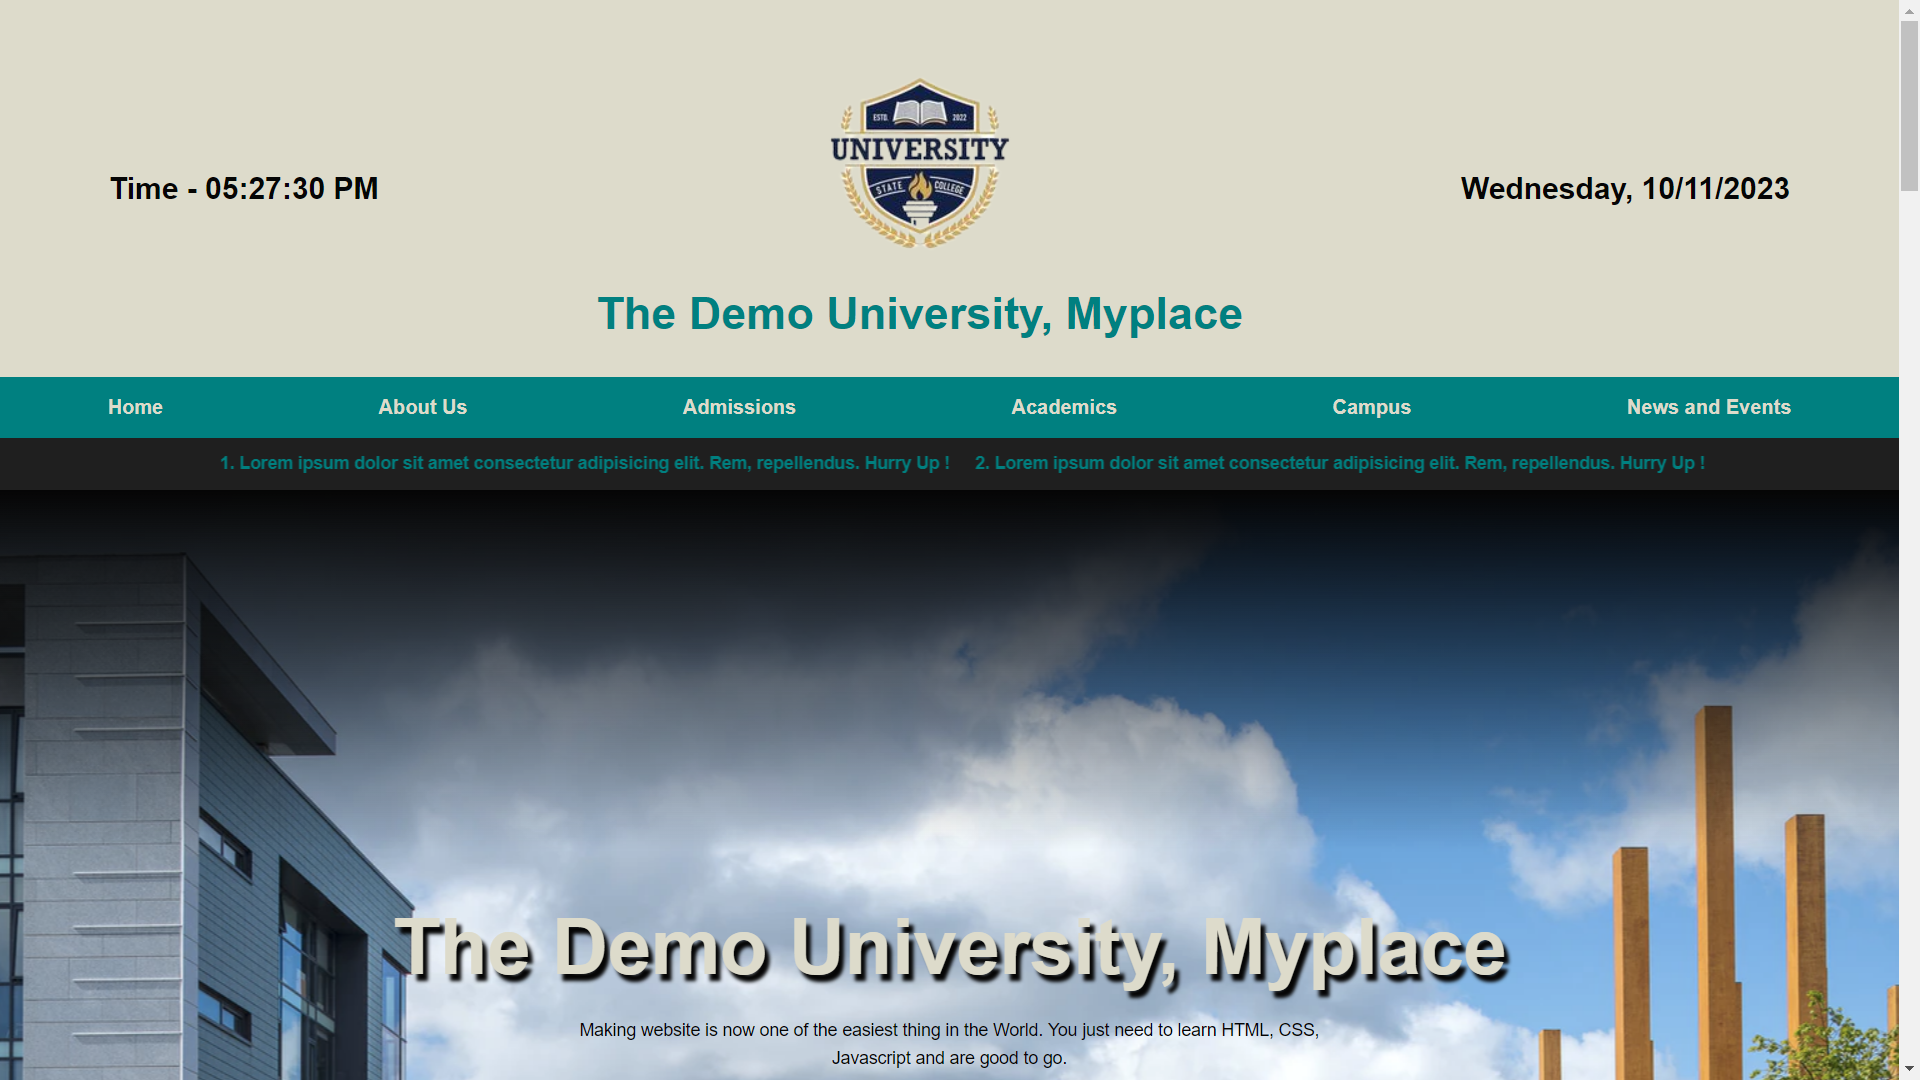 ESTD. 2022
UNIVERSITY
STATE COLLEGE
Time - 05:27:30 PM
Wednesday, 10/11/2023
The Demo University, Myplace
Home About Us Admissions Academics Campus News and Events
1. Lorem ipsum dolor sit amet consectetur adipisicing elit. Rem, repellendus. Hurry Up ! 2. Lorem ipsum dolor sit amet consectetur adipisicing elit. Rem, repellendus. Hurry Up !
The Demo University, Myplace
Making website is now one of the easiest thing in the World. You just need to learn HTML, CSS,
Javascript and are good to go.